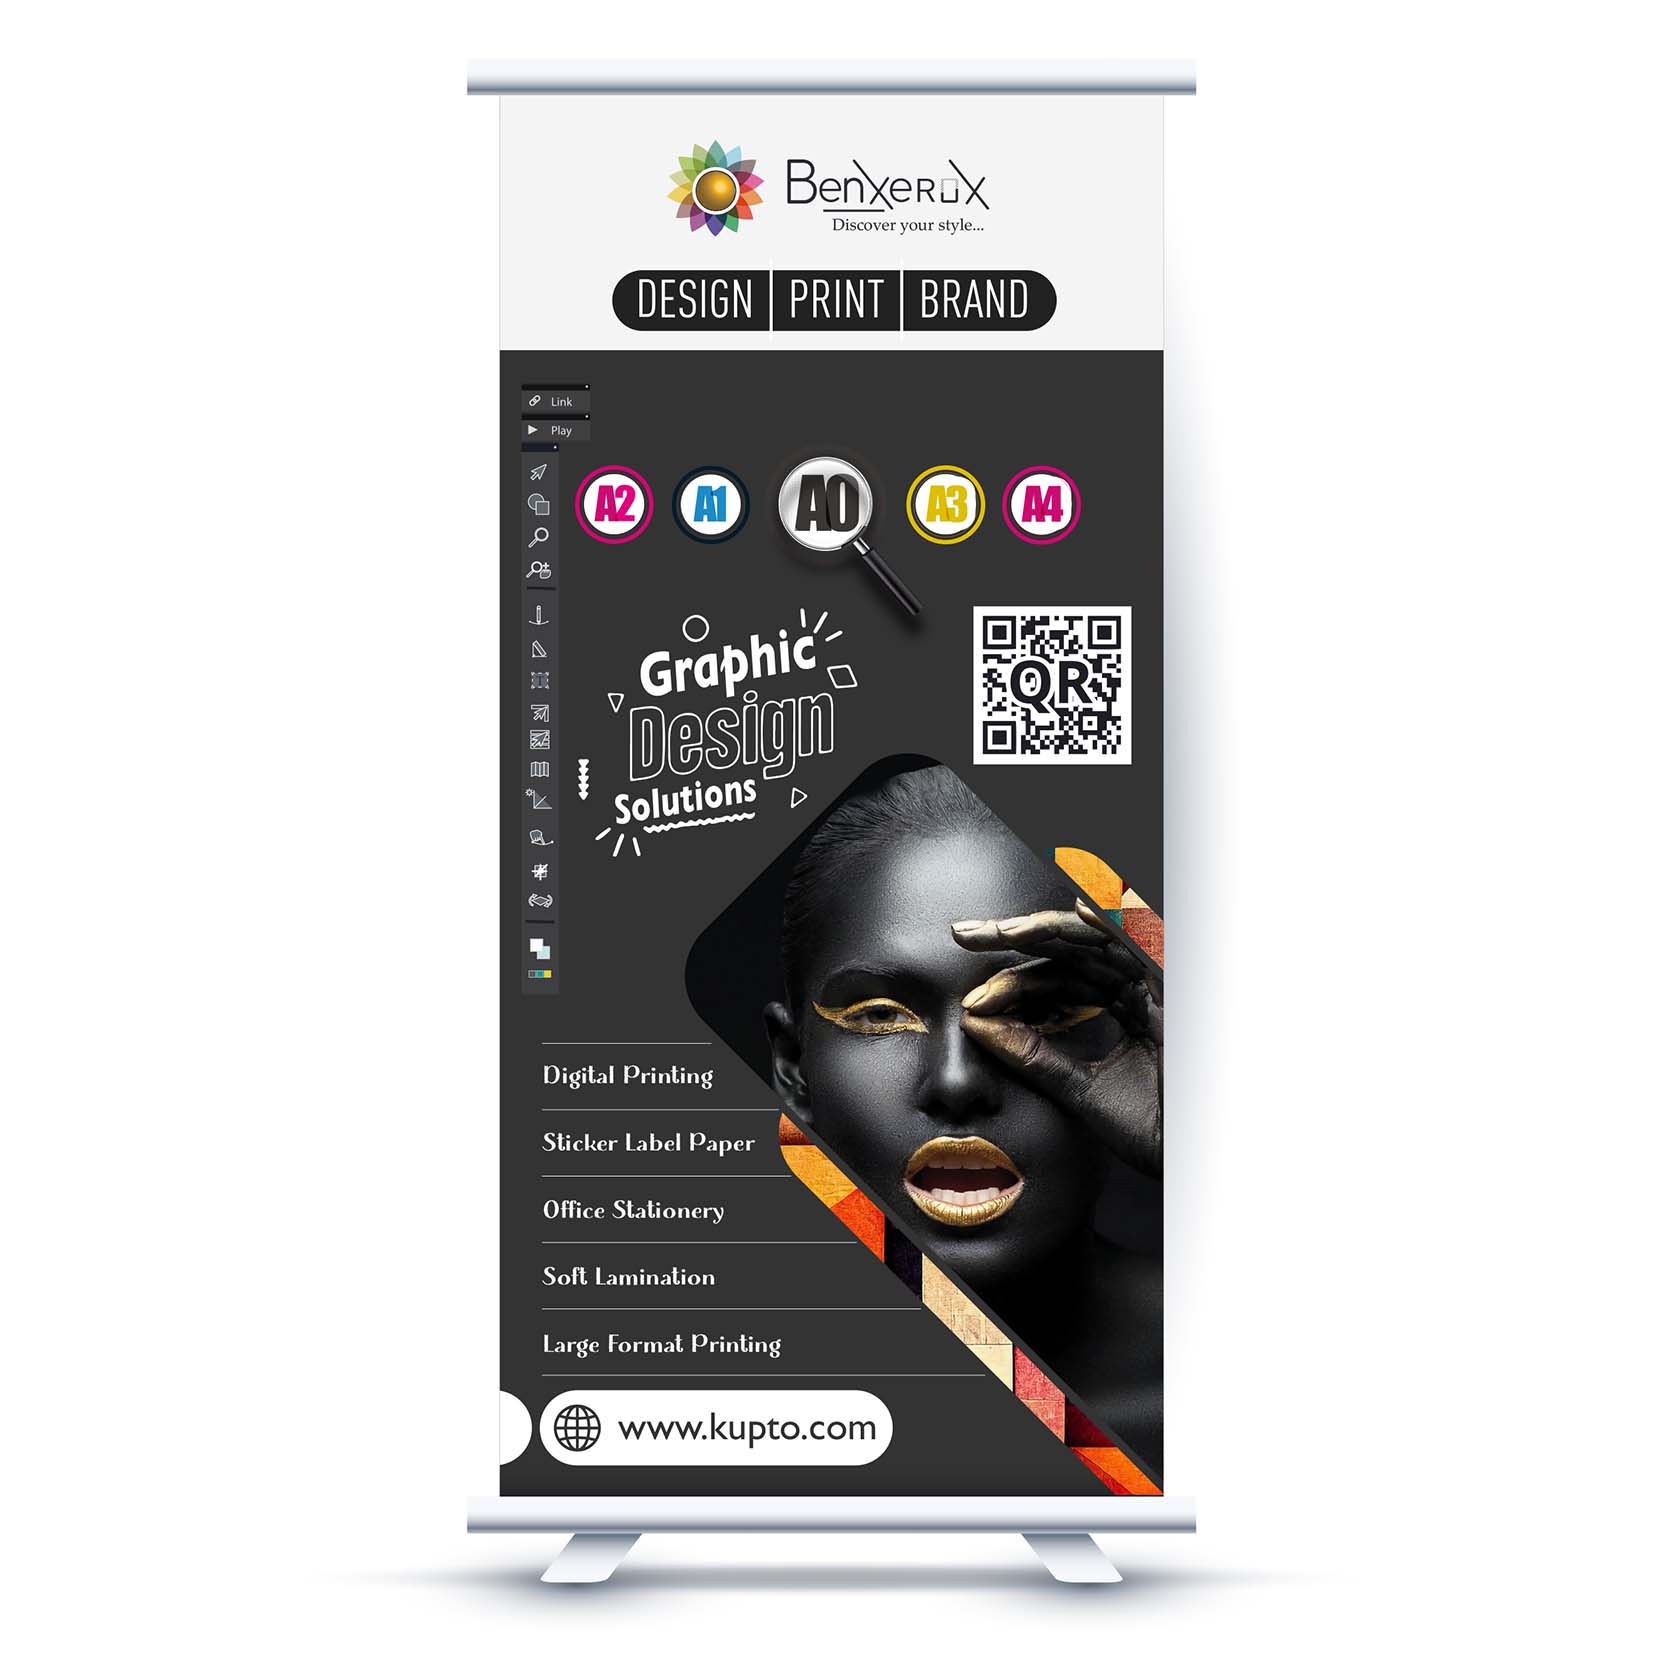 BenXeroX
Discover your style...
DESIGN PRINT BRAND
Link
Play
A2 A1 A0 A3 A4
Graphic
Design
Solutions
QR
Digital Printing
Sticker Label Paper
Office Stationery
Soft Lamination
Large Format Printing
www.kupto.com